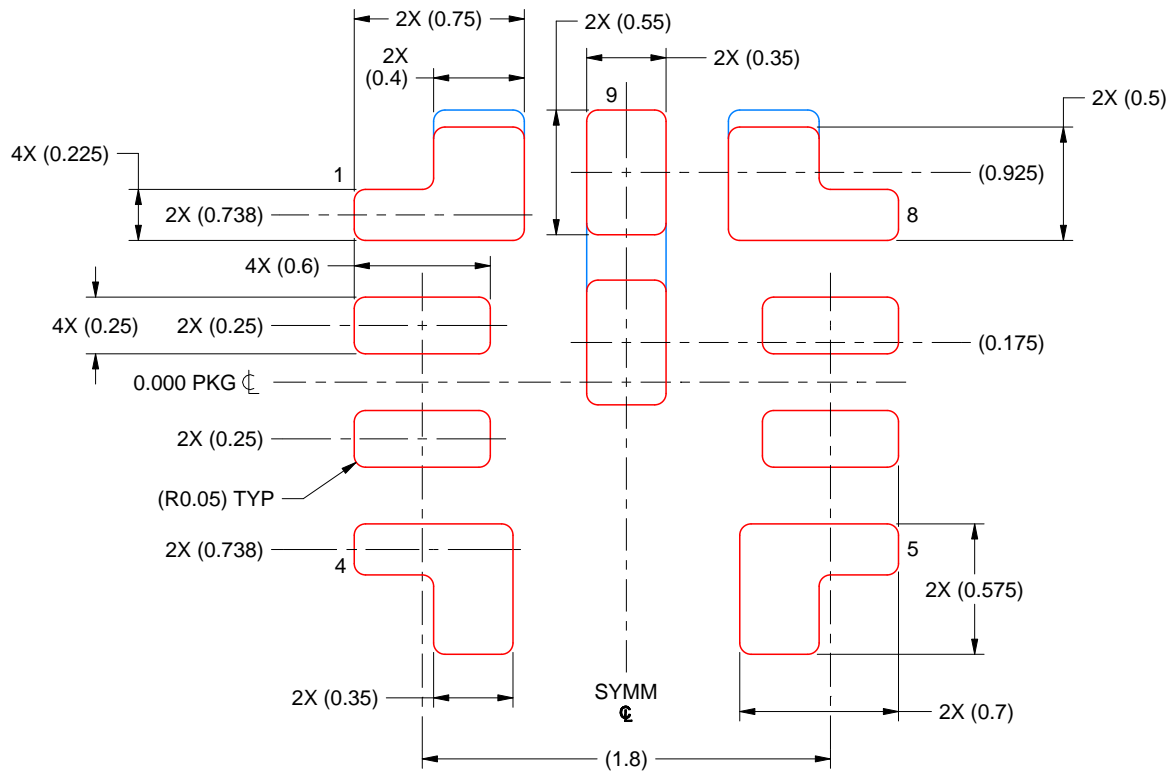 2X (0.75)
2X (0.55)
2X
(0.4)
2X (0.35)
9
2X (0.5)
4X (0.225)
1
(0.925)
2X (0.738)
8
4X (0.6)
4X (0.25)
2X (0.25)
(0.175)
0.000 PKG ℄
2X (0.25)
(R0.05) TYP
2X (0.738)
4
5
2X (0.575)
2X (0.35)
SYMM
℄
2X (0.7)
(1.8)